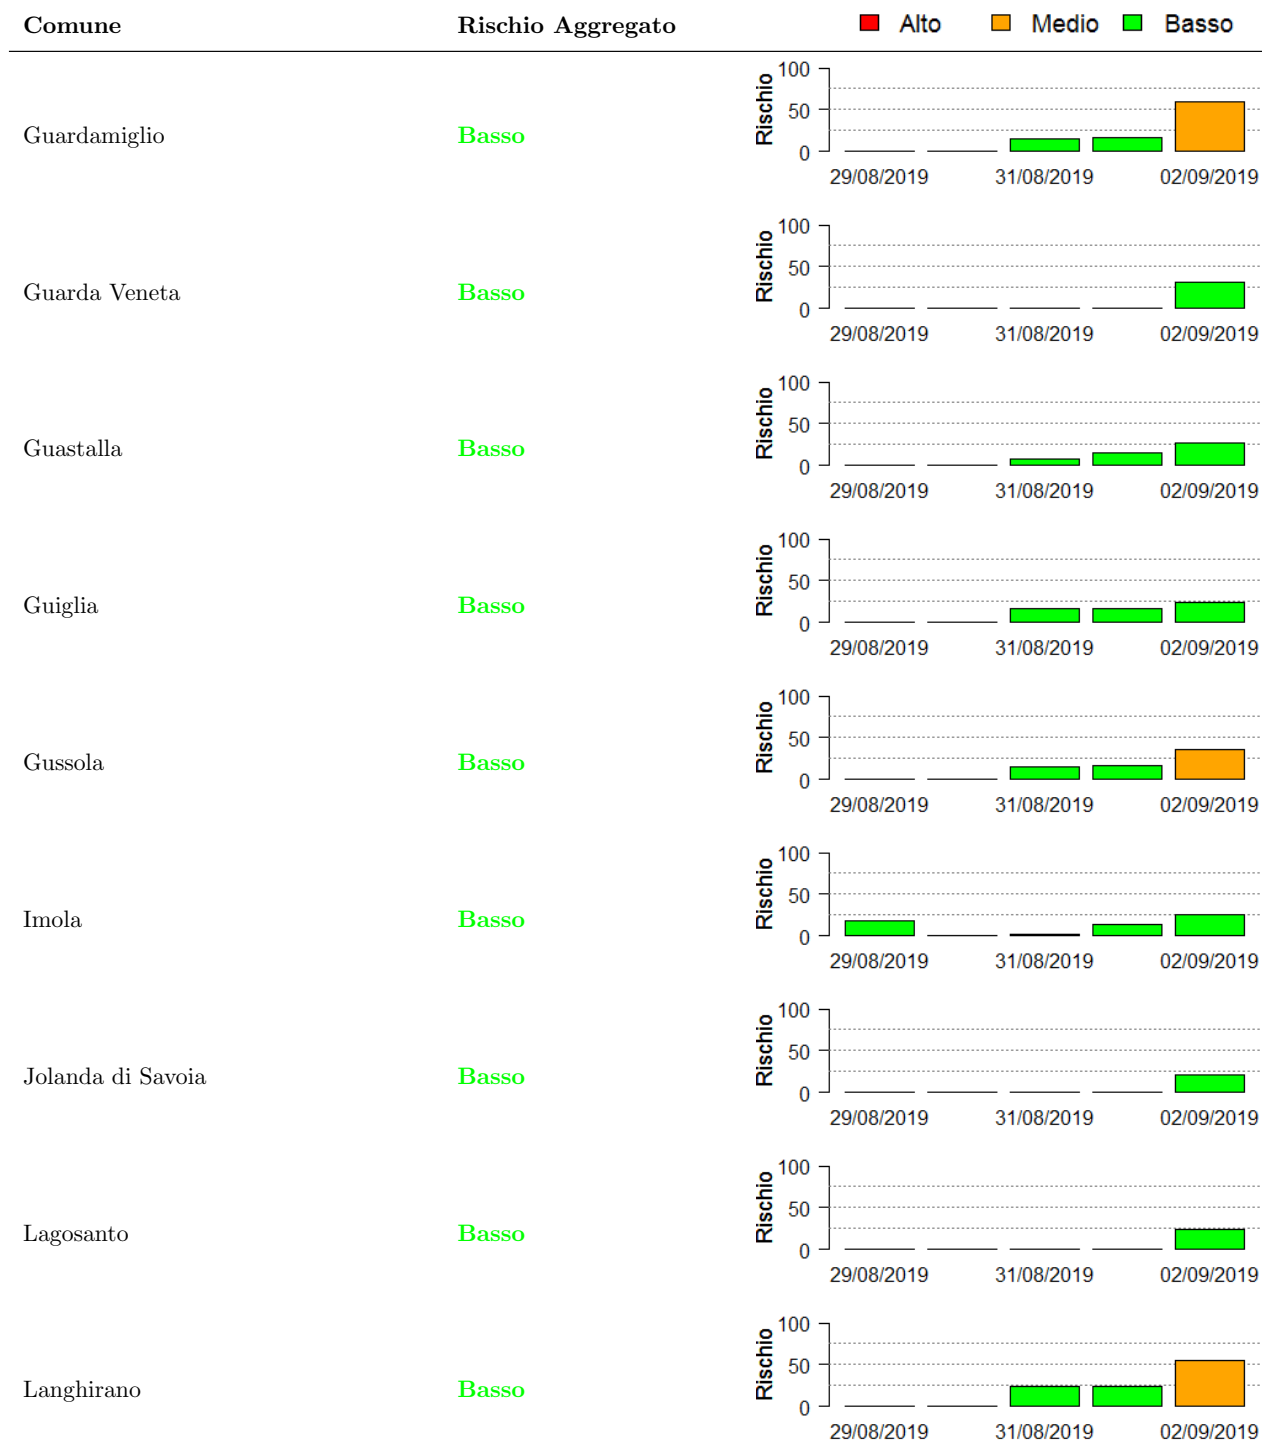 Comune Rischio Aggregato Alto Medio Basso
100
50
0
Rischio
Guardamiglio Basso
29/08/2019 31/08/2019 02/09/2019
100
50
0
Rischio
Guarda Veneta Basso
29/08/2019 31/08/2019 02/09/2019
100
50
0
Rischio
Guastalla Basso
29/08/2019 31/08/2019 02/09/2019
100
50
0
Rischio
Guiglia Basso
29/08/2019 31/08/2019 02/09/2019
100
50
0
Rischio
Gussola Basso
29/08/2019 31/08/2019 02/09/2019
100
50
0
Rischio
Imola Basso
29/08/2019 31/08/2019 02/09/2019
100
50
0
Rischio
Jolanda di Savoia Basso
29/08/2019 31/08/2019 02/09/2019
100
50
0
Rischio
Lagosanto Basso
29/08/2019 31/08/2019 02/09/2019
100
50
0
Rischio
Langhirano Basso
29/08/2019 31/08/2019 02/09/2019